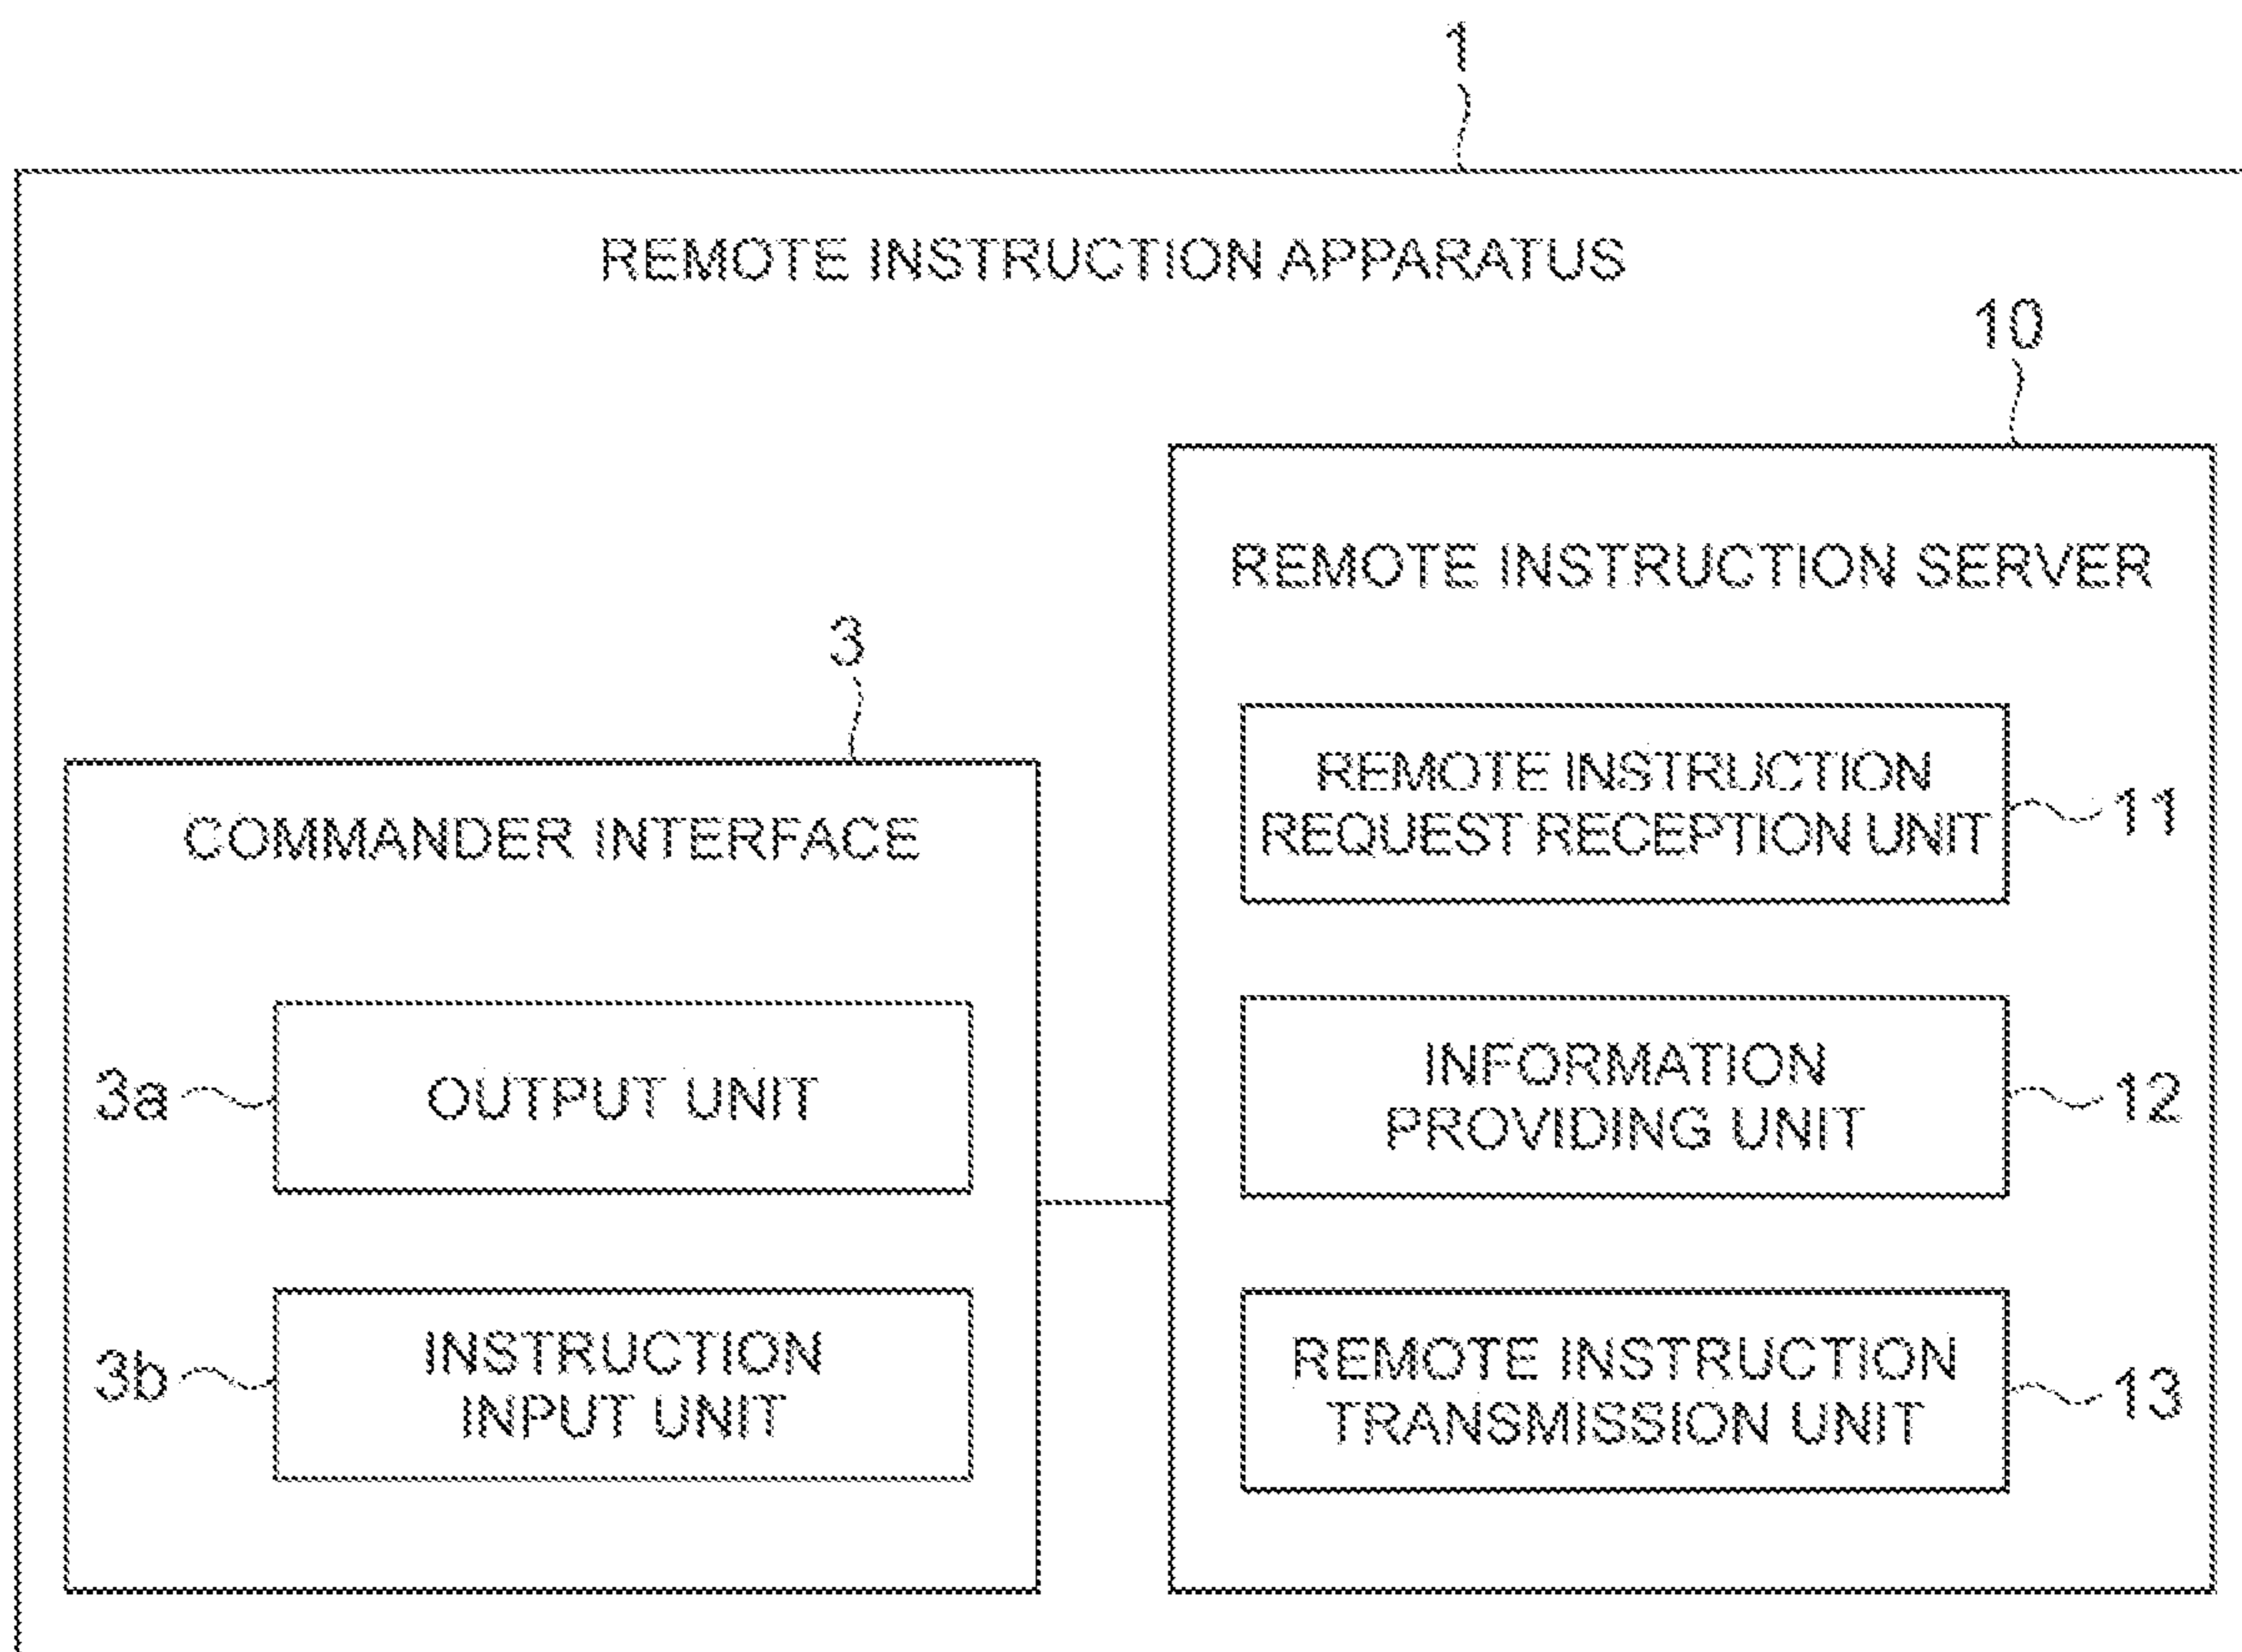 1
REMOTE INSTRUCTION APPARATUS
10
REMOTE INSTRUCTION SERVER
3
COMMANDER INTERFACE
REMOTE INSTRUCTION
REQUEST RECEPTION UNIT
11
3a
OUTPUT UNIT
INFORMATION
PROVIDING UNIT
12
3b
INSTRUCTION
INPUT UNIT
REMOTE INSTRUCTION
TRANSMISSION UNIT
13